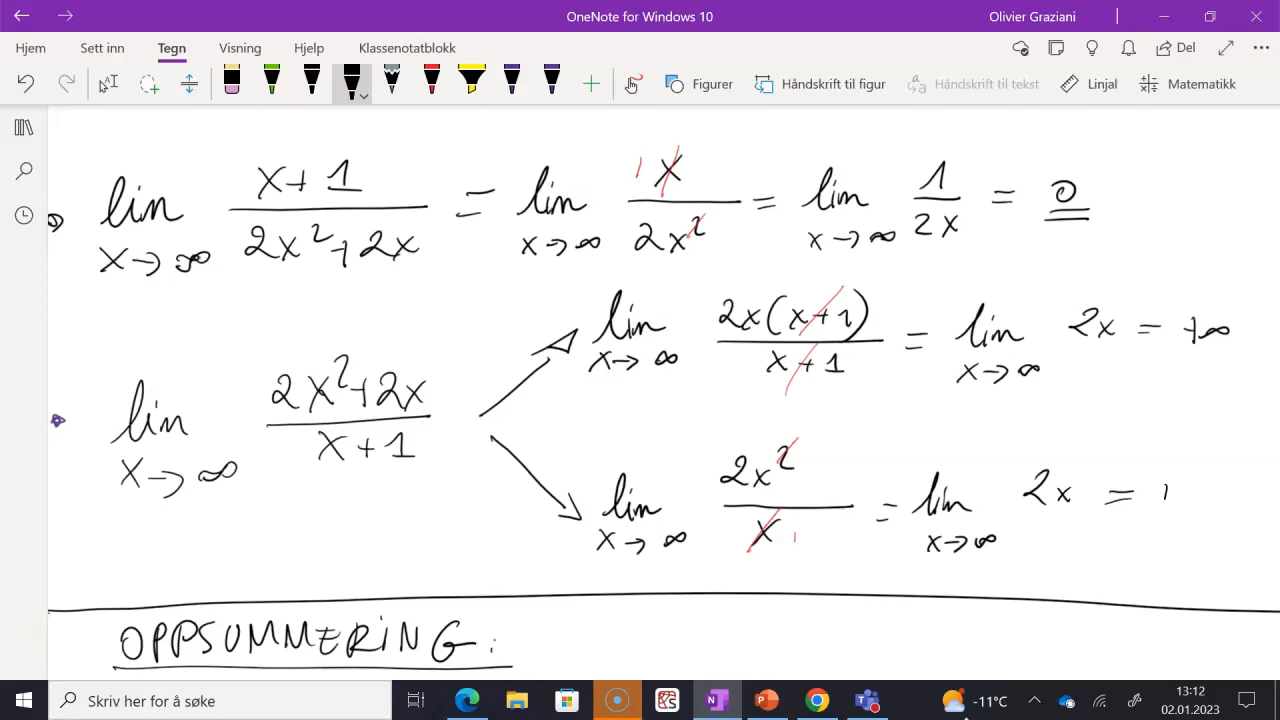 OneNote for Windows 10
Olivier Graziani
Hjem Sett inn Tegn Visning Hjelp Klassenotatblokk Del
Figurer Håndskrift til figur Håndskrift til tekst Linjal Matematikk
lim x→∞ (x+1)/(2x²+2x) = lim x→∞ x/(2x²) = lim x→∞ 1/(2x) = 0
lim x→∞ (2x²+2x)/(x+1)
lim x→∞ 2x(x+1)/(x+1) = lim x→∞ 2x = +∞
lim x→∞ 2x²/x = lim x→∞ 2x =
OPPSUMMERING:
Skriv her for å søke
-11°C
13:12
02.01.2023